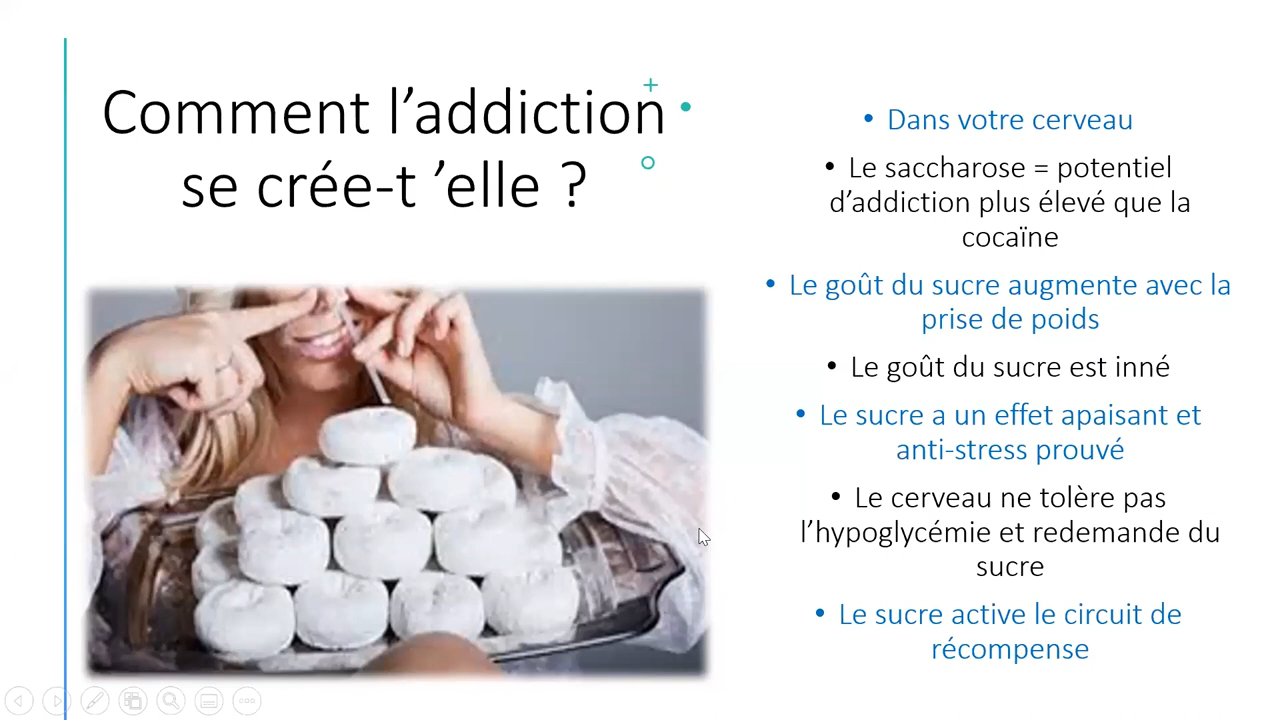 Comment l’addiction
se crée-t ’elle ?
• Dans votre cerveau
• Le saccharose = potentiel
d’addiction plus élevé que la
cocaïne
• Le goût du sucre augmente avec la
prise de poids
• Le goût du sucre est inné
• Le sucre a un effet apaisant et
anti-stress prouvé
• Le cerveau ne tolère pas
l’hypoglycémie et redemande du
sucre
• Le sucre active le circuit de
récompense